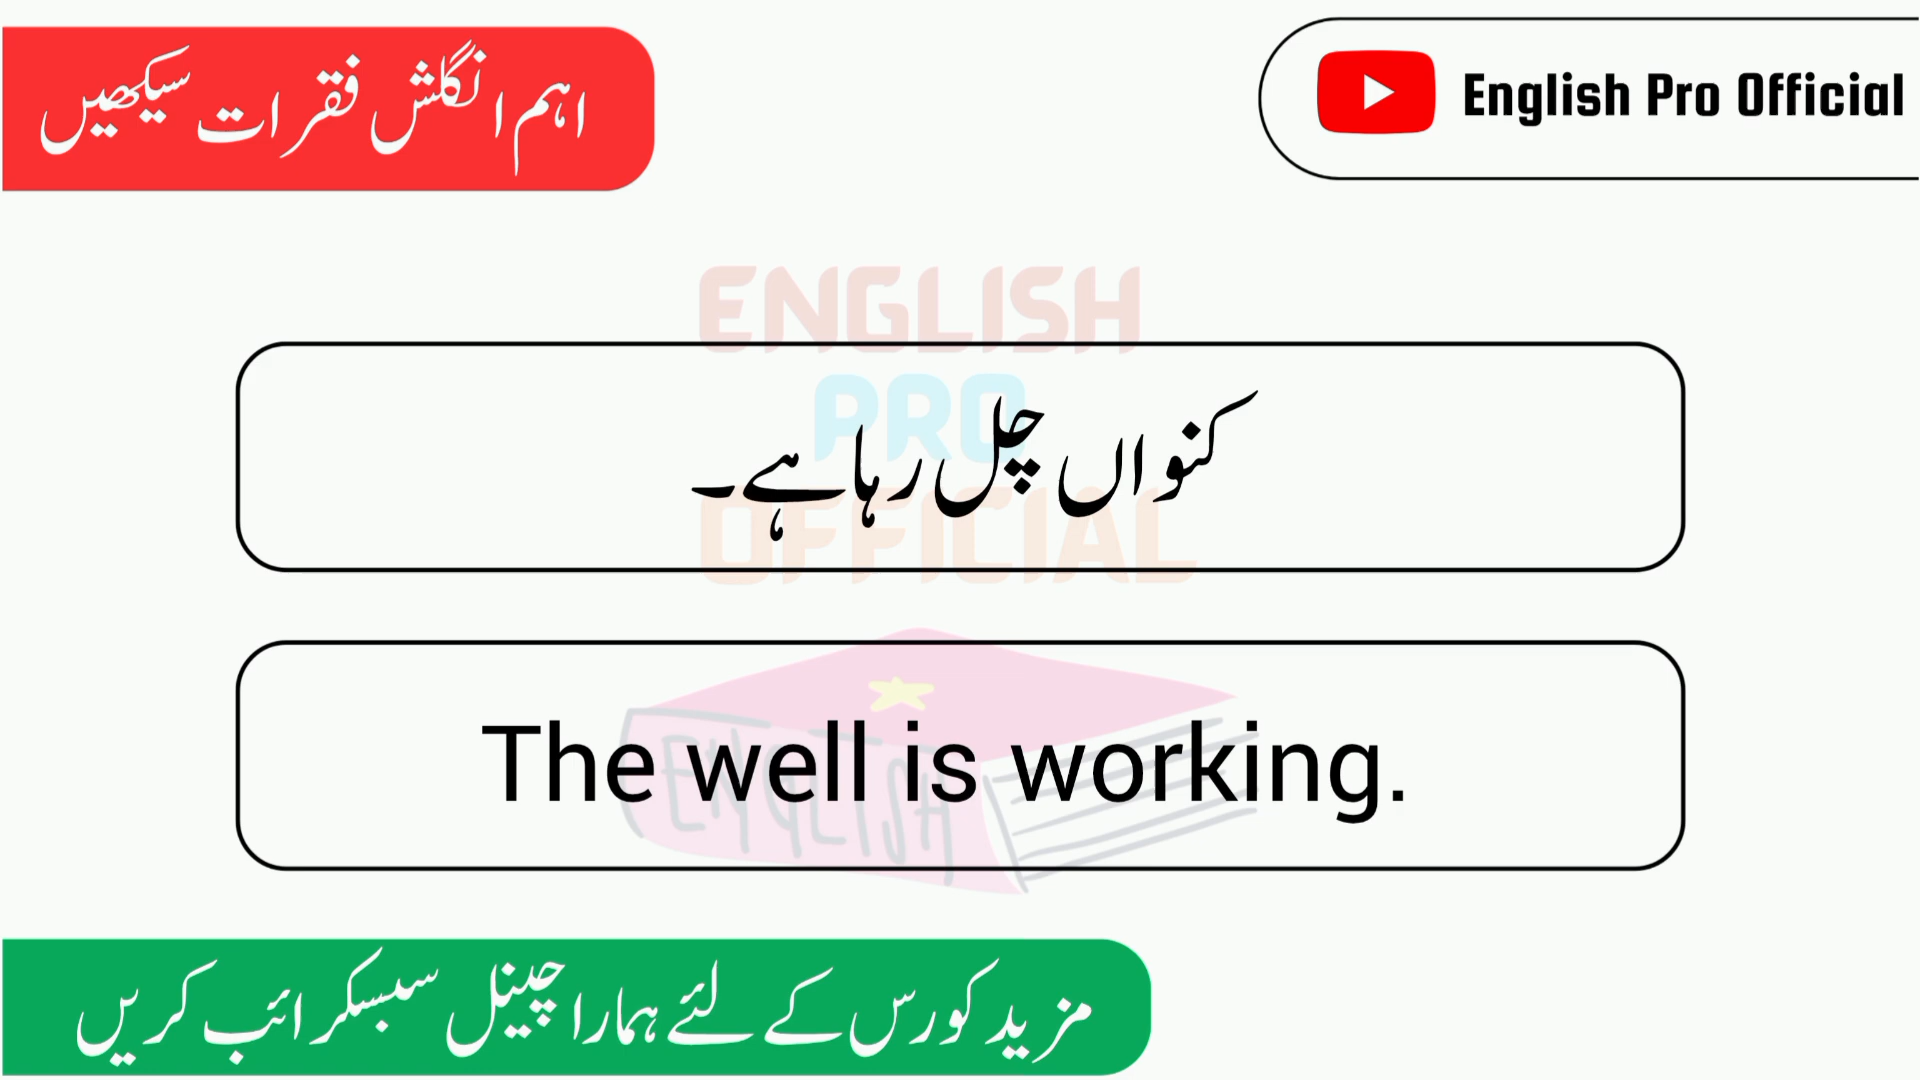 اہم انگلش فقرات سیکھیں
English Pro Official
ENGLISH
PRO
OFFICIAL
کنواں چل رہا ہے۔
ENGLISH
The well is working.
مزید کورس کے لئے ہمارا چینل سبسکرائب کریں